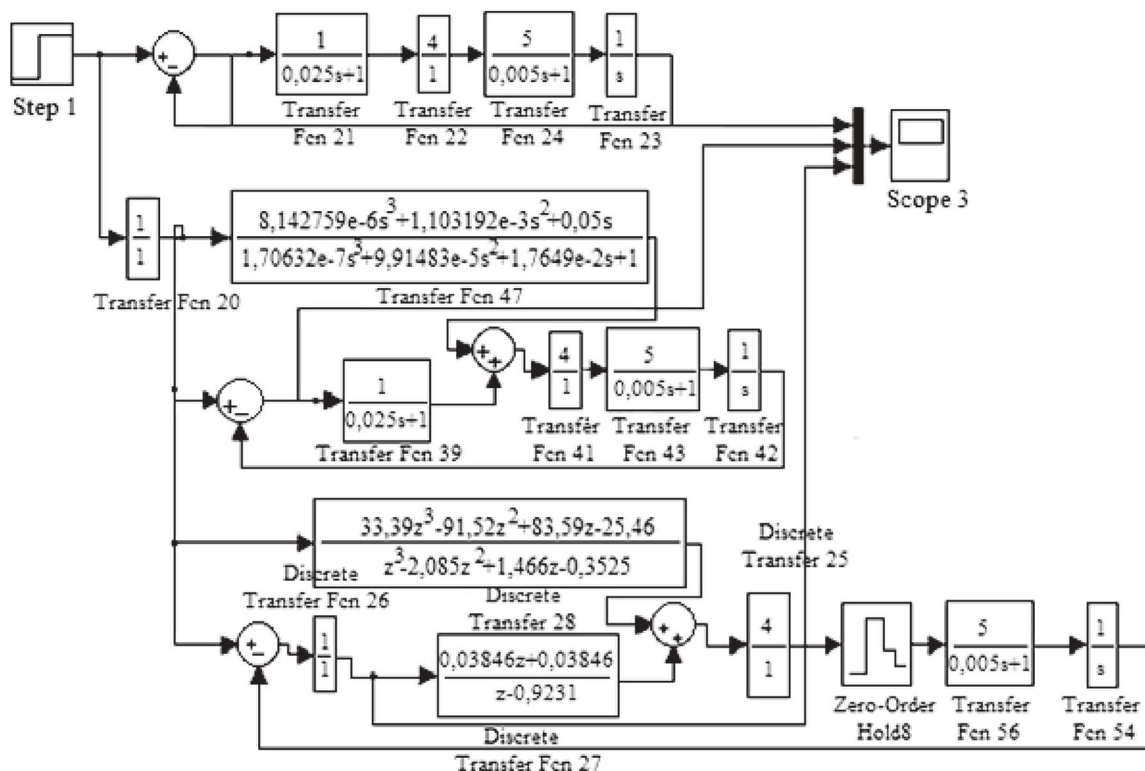 Step 1
+
−
1
0,025s+1
Transfer
Fcn 21
4
1
Transfer
Fcn 22
5
0,005s+1
Transfer
Fcn 24
1
s
Transfer
Fcn 23
Scope 3
1
1
Transfer Fcn 20
8,142759e-6s³+1,103192e-3s²+0,05s
1,70632e-7s³+9,91483e-5s²+1,7649e-2s+1
Transfer Fcn 47
+
−
1
0,025s+1
Transfer Fcn 39
+
+
4
1
Transfer
Fcn 41
5
0,005s+1
Transfer
Fcn 43
1
s
Transfer
Fcn 42
33,39z³-91,52z²+83,59z-25,46
z³-2,085z²+1,466z-0,3525
Discrete
Transfer 28
+
−
Discrete
Transfer Fcn 26
1
1
0,03846z+0,03846
z-0,9231
Discrete
Transfer Fcn 27
+
+
Discrete
Transfer 25
4
1
Zero-Order
Hold8
5
0,005s+1
Transfer
Fcn 56
1
s
Transfer
Fcn 54